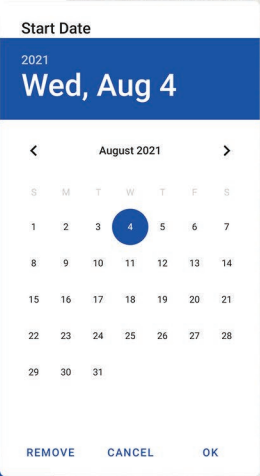 Start Date
2021
Wed, Aug 4
August 2021
S M T W T F S
1 2 3 4 5 6 7
8 9 10 11 12 13 14
15 16 17 18 19 20 21
22 23 24 25 26 27 28
29 30 31
REMOVE CANCEL OK